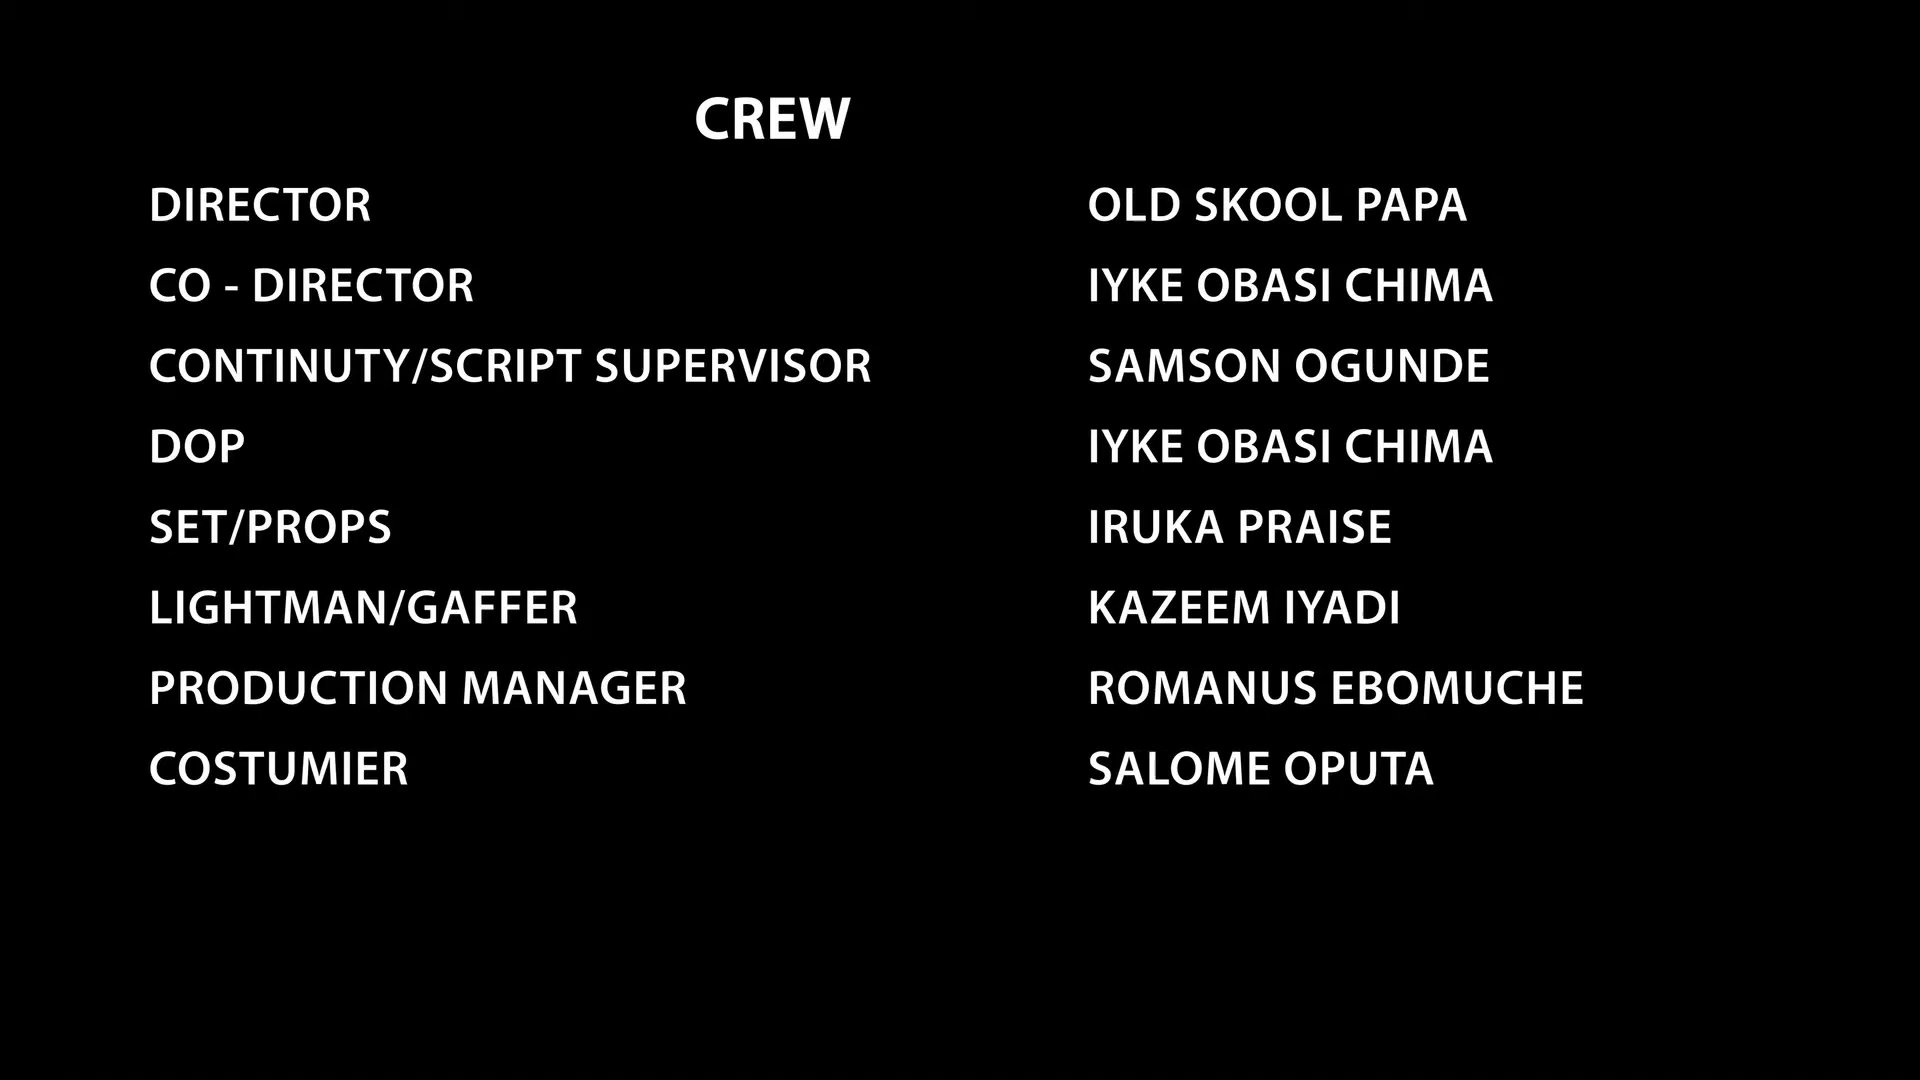 CREW
DIRECTOR OLD SKOOL PAPA
CO - DIRECTOR IYKE OBASI CHIMA
CONTINUTY/SCRIPT SUPERVISOR SAMSON OGUNDE
DOP IYKE OBASI CHIMA
SET/PROPS IRUKA PRAISE
LIGHTMAN/GAFFER KAZEEM IYADI
PRODUCTION MANAGER ROMANUS EBOMUCHE
COSTUMIER SALOME OPUTA